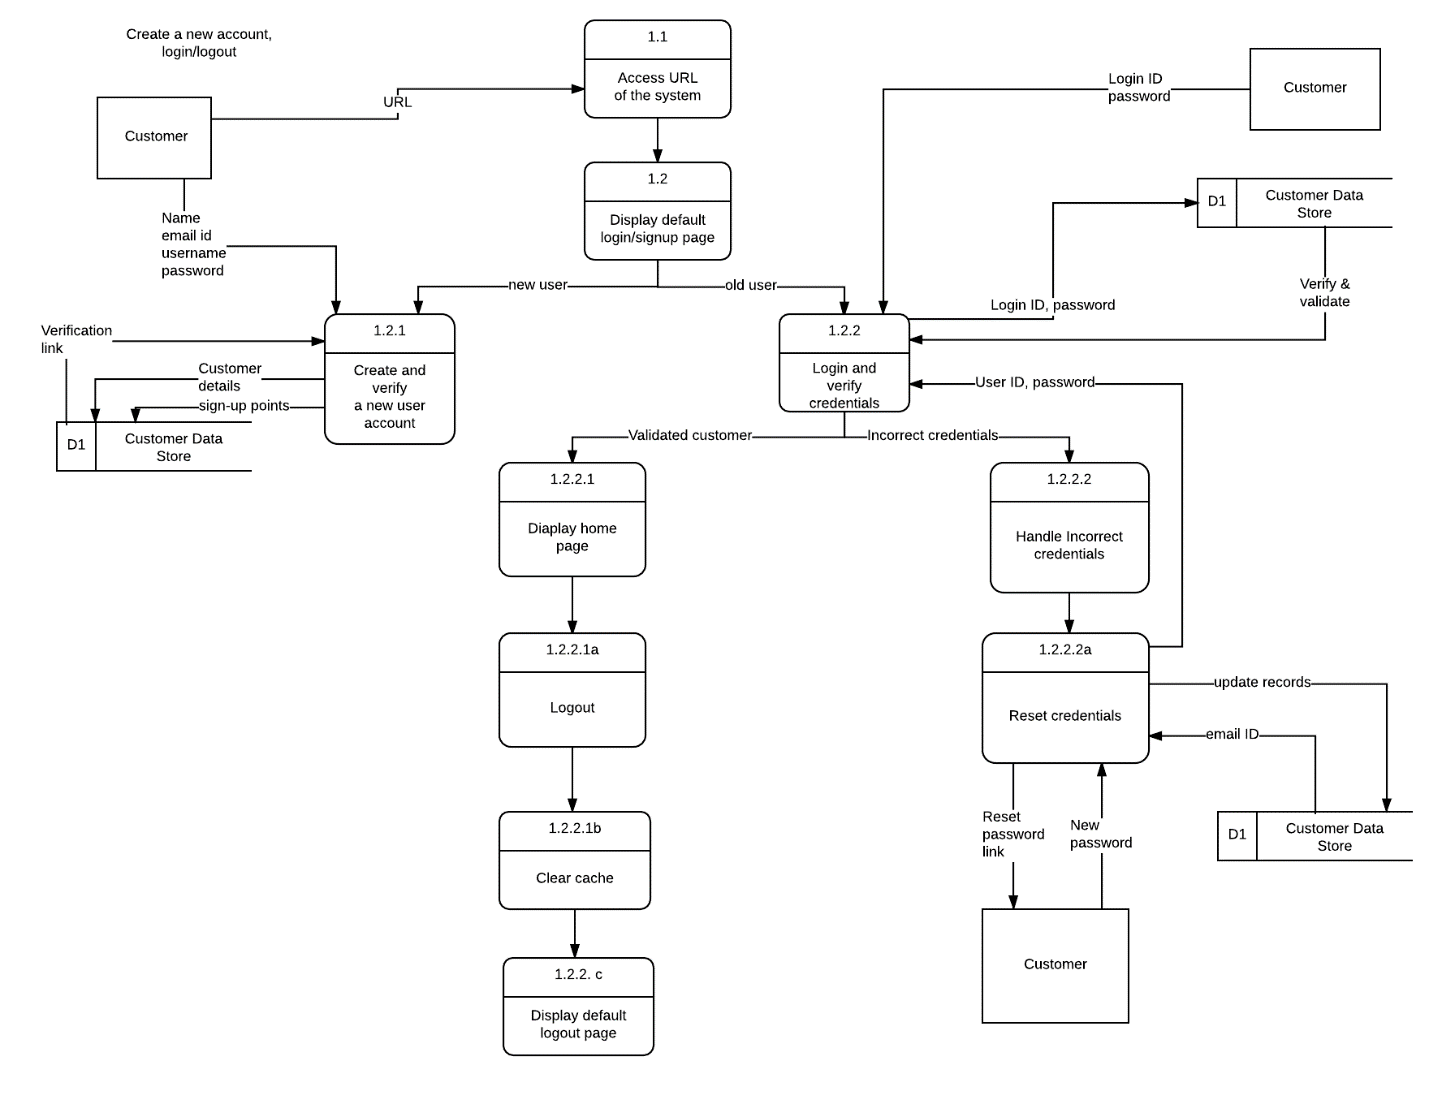 Create a new account,
login/logout
1.1
Access URL
of the system
Customer
URL
Login ID
password
Customer
1.2
Display default
login/signup page
D1
Customer Data
Store
Name
email id
username
password
new user
old user
Verify &
validate
Login ID, password
1.2.1
Create and
verify
a new user
account
1.2.2
Login and
verify
credentials
Verification
link
Customer
details
sign-up points
D1
Customer Data
Store
User ID, password
Validated customer
Incorrect credentials
1.2.2.1
Diaplay home
page
1.2.2.2
Handle Incorrect
credentials
1.2.2.1a
Logout
1.2.2.2a
Reset credentials
update records
email ID
1.2.2.1b
Clear cache
Reset
password
link
New
password
D1
Customer Data
Store
1.2.2. c
Display default
logout page
Customer